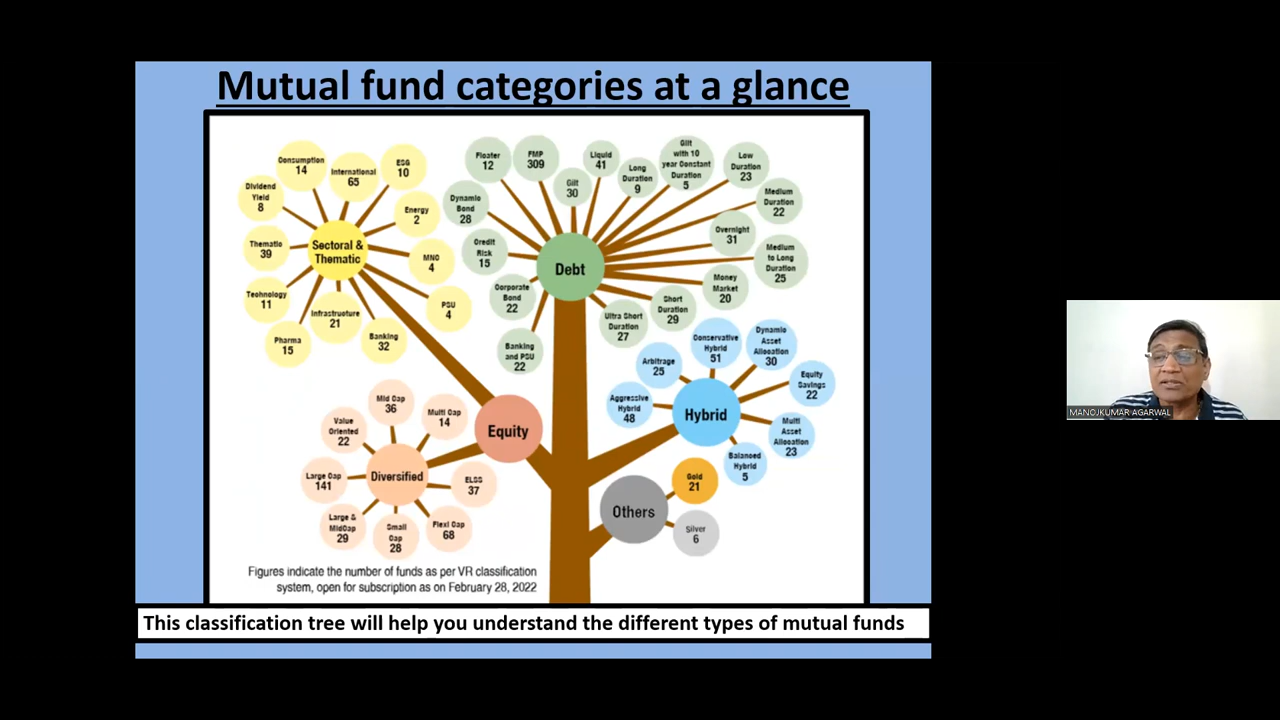 Mutual fund categories at a glance
Consumption
14
International
65
ESG
10
Dividend
Yield
8
Energy
2
Thematic
39
Sectoral &
Thematic
MNC
4
Technology
11
Infrastructure
21
PSU
4
Pharma
15
Banking
32
Floater
12
FMP
309
Gilt
30
Liquid
41
Long
Duration
9
Gilt
with 10
year Constant
Duration
5
Low
Duration
23
Dynamic
Bond
28
Medium
Duration
22
Credit
Risk
15
Debt
Overnight
31
Medium
to Long
Duration
25
Corporate
Bond
22
Money
Market
20
Short
Duration
29
Ultra Short
Duration
27
Banking
and PSU
22
Conservative
Hybrid
51
Dynamic
Asset
Allocation
30
Arbitrage
25
Equity
Savings
22
Aggressive
Hybrid
48
Hybrid
Multi
Asset
Allocation
23
Balanced
Hybrid
5
Mid Cap
36
Multi Cap
14
Value
Oriented
22
Equity
Large Cap
141
Diversified
ELSS
37
Large &
MidCap
29
Small
Cap
28
Flexi Cap
68
Gold
21
Others
Silver
6
Figures indicate the number of funds as per VR classification
system, open for subscription as on February 28, 2022
This classification tree will help you understand the different types of mutual funds
MANOJKUMAR AGARWAL